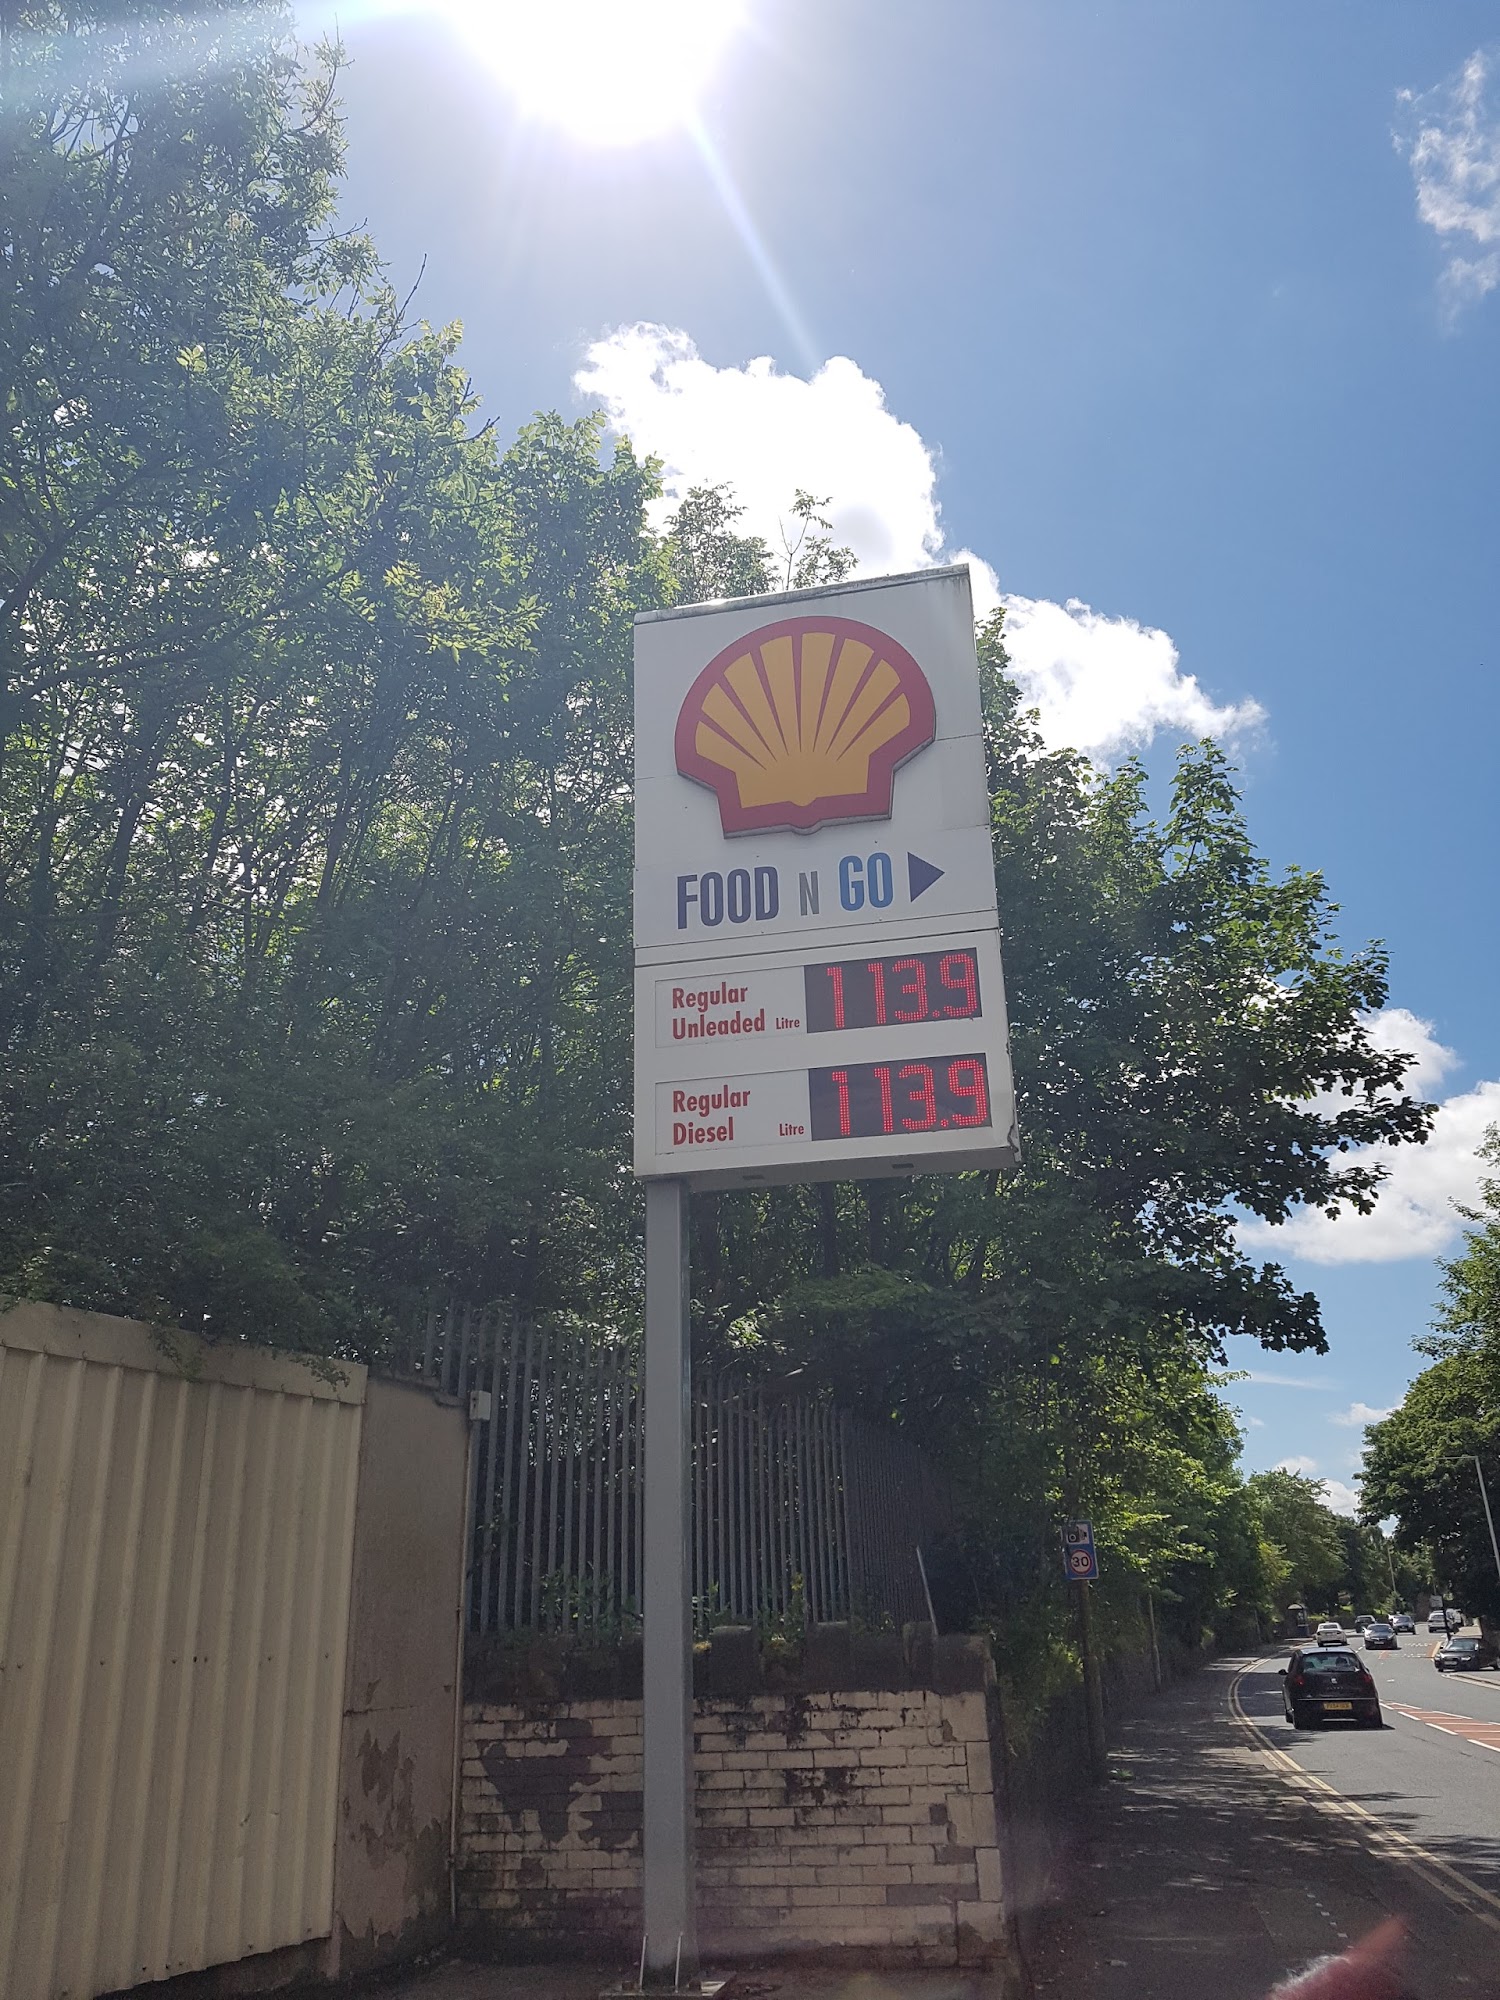 FOOD N GO
Regular
Unleaded Litre 113.9
Regular
Diesel Litre 113.9
30